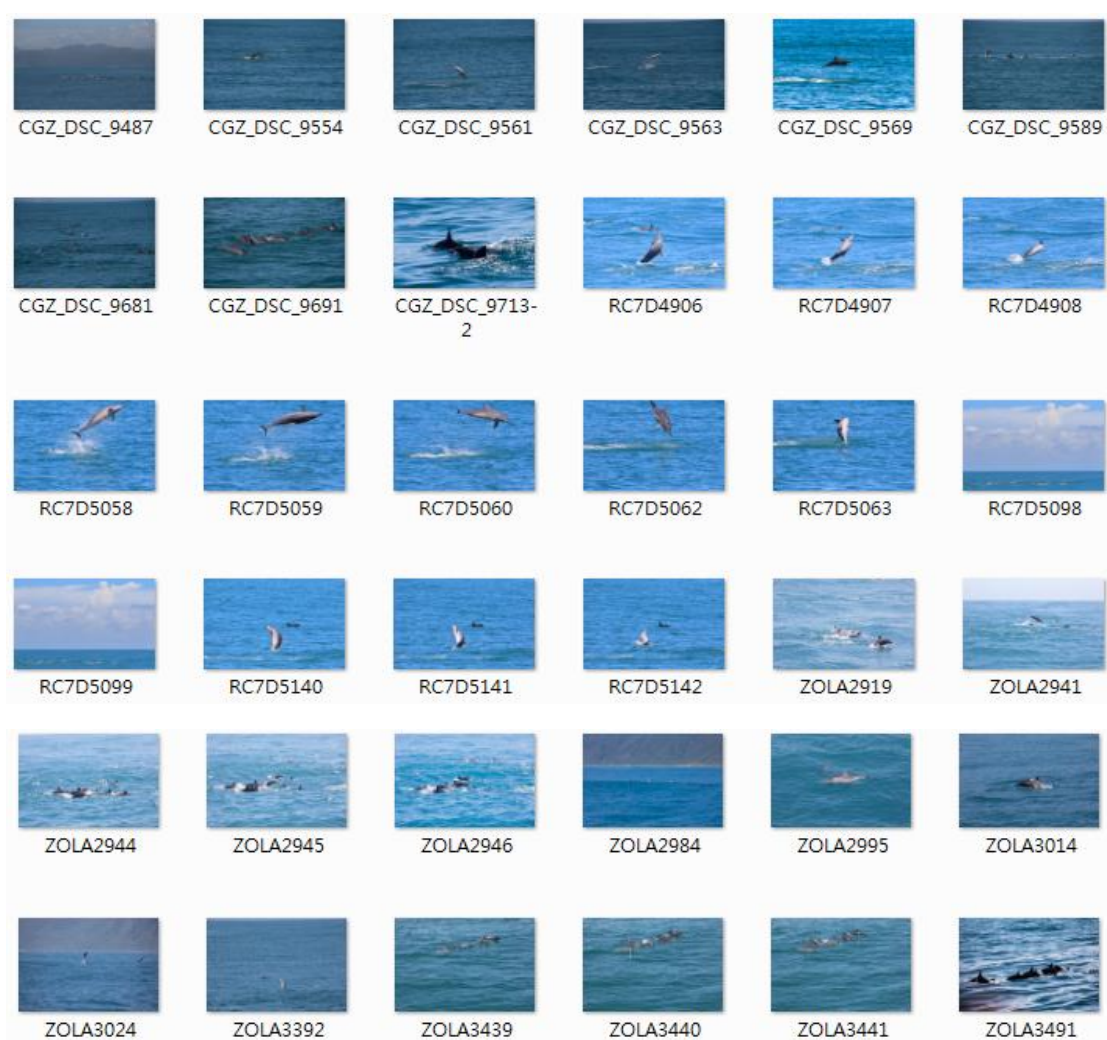 CGZ_DSC_9487 CGZ_DSC_9554 CGZ_DSC_9561 CGZ_DSC_9563 CGZ_DSC_9569 CGZ_DSC_9589
CGZ_DSC_9681 CGZ_DSC_9691 CGZ_DSC_9713- RC7D4906 RC7D4907 RC7D4908
2
RC7D5058 RC7D5059 RC7D5060 RC7D5062 RC7D5063 RC7D5098
RC7D5099 RC7D5140 RC7D5141 RC7D5142 ZOLA2919 ZOLA2941
ZOLA2944 ZOLA2945 ZOLA2946 ZOLA2984 ZOLA2995 ZOLA3014
ZOLA3024 ZOLA3392 ZOLA3439 ZOLA3440 ZOLA3441 ZOLA3491